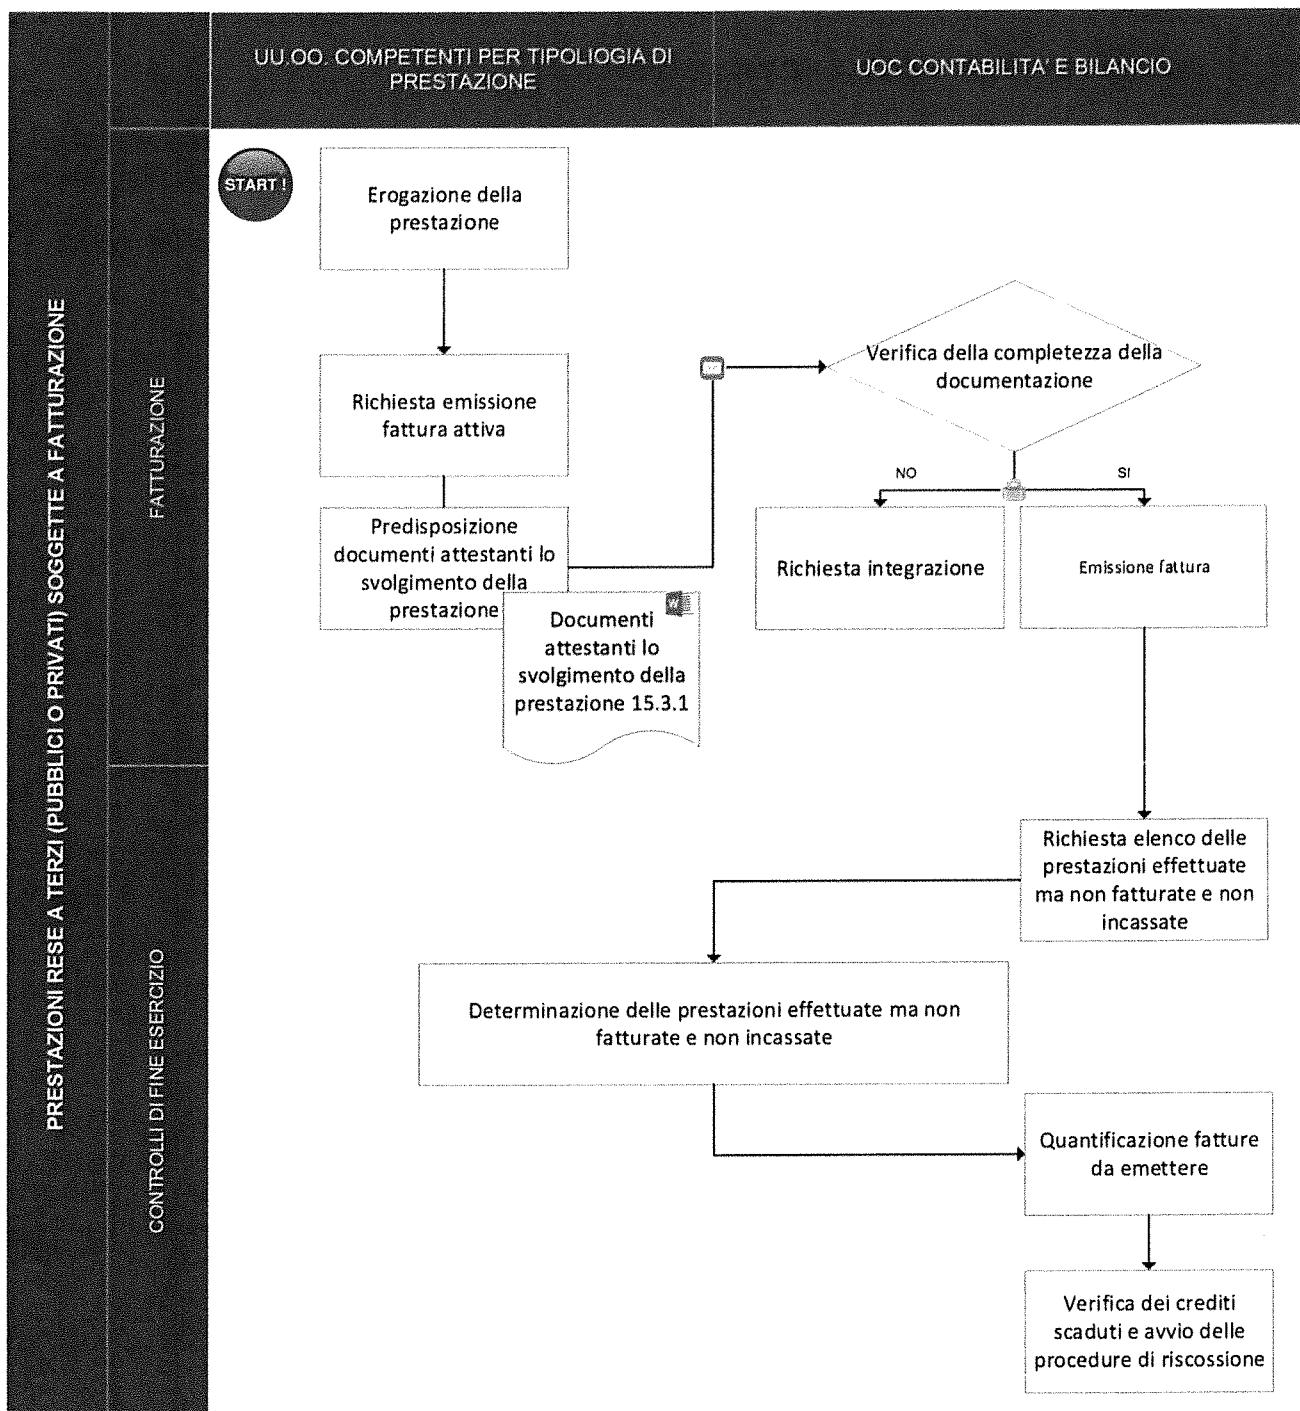 UU.OO. COMPETENTI PER TIPOLIOGIA DI
PRESTAZIONE
UOC CONTABILITA' E BILANCIO
PRESTAZIONI RESE A TERZI (PUBBLICI O PRIVATI) SOGGETTE A FATTURAZIONE
FATTURAZIONE
START !
Erogazione della
prestazione
Richiesta emissione
fattura attiva
Predisposizione
documenti attestanti lo
svolgimento della
prestazione
Documenti
attestanti lo
svolgimento della
prestazione 15.3.1
Verifica della completezza della
documentazione
NO
SI
Richiesta integrazione
Emissione fattura
CONTROLLI DI FINE ESERCIZIO
Richiesta elenco delle
prestazioni effettuate
ma non fatturate e non
incassate
Determinazione delle prestazioni effettuate ma non
fatturate e non incassate
Quantificazione fatture
da emettere
Verifica dei crediti
scaduti e avvio delle
procedure di riscossione